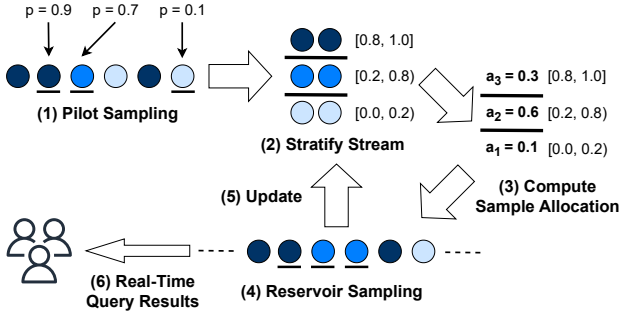 p = 0.9
p = 0.7
p = 0.1
(1) Pilot Sampling
[0.8, 1.0]
[0.2, 0.8)
[0.0, 0.2)
(2) Stratify Stream
a3 = 0.3 [0.8, 1.0]
a2 = 0.6 [0.2, 0.8)
a1 = 0.1 [0.0, 0.2)
(3) Compute
Sample Allocation
(5) Update
(4) Reservoir Sampling
(6) Real-Time
Query Results